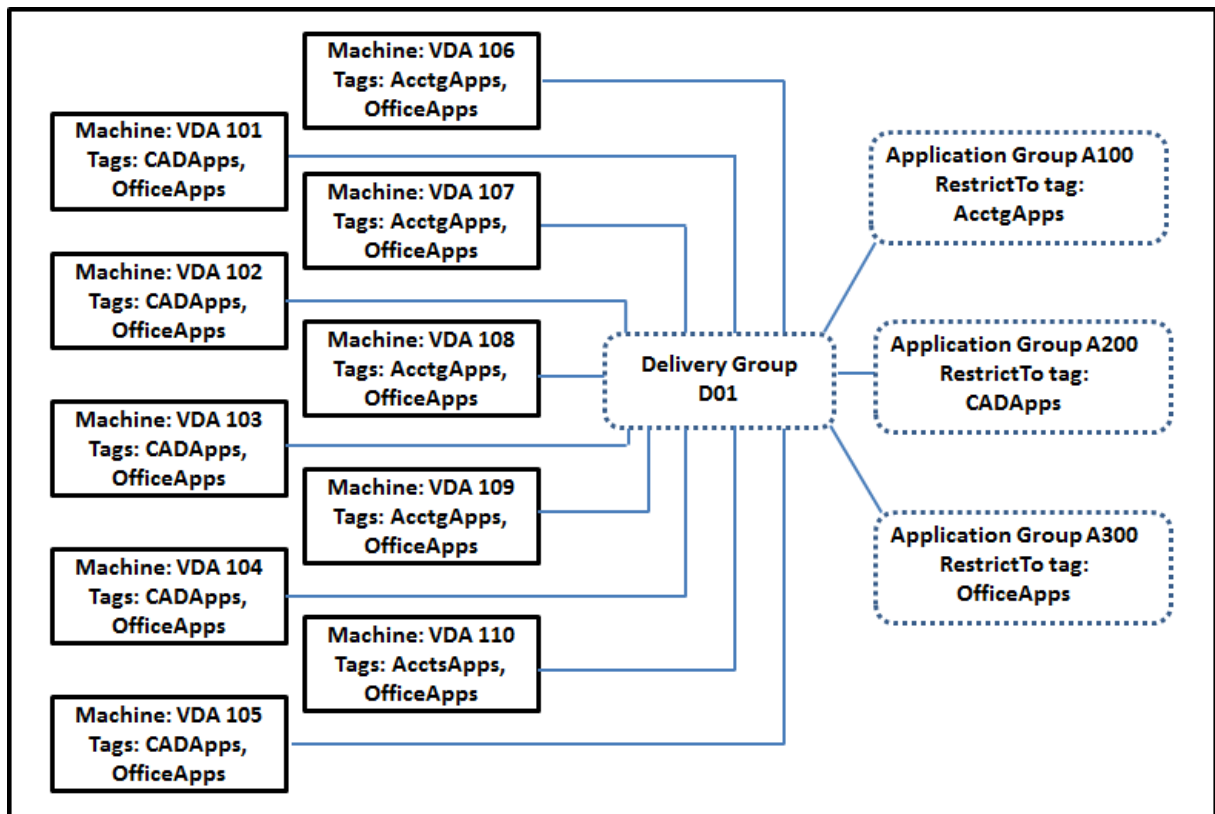 Machine: VDA 106
Tags: AcctgApps,
OfficeApps
Machine: VDA 101
Tags: CADApps,
OfficeApps
Machine: VDA 107
Tags: AcctgApps,
OfficeApps
Machine: VDA 102
Tags: CADApps,
OfficeApps
Machine: VDA 108
Tags: AcctgApps,
OfficeApps
Machine: VDA 103
Tags: CADApps,
OfficeApps
Machine: VDA 109
Tags: AcctgApps,
OfficeApps
Machine: VDA 104
Tags: CADApps,
OfficeApps
Machine: VDA 110
Tags: AcctsApps,
OfficeApps
Machine: VDA 105
Tags: CADApps,
OfficeApps
Delivery Group
D01
Application Group A100
RestrictTo tag:
AcctgApps
Application Group A200
RestrictTo tag:
CADApps
Application Group A300
RestrictTo tag:
OfficeApps